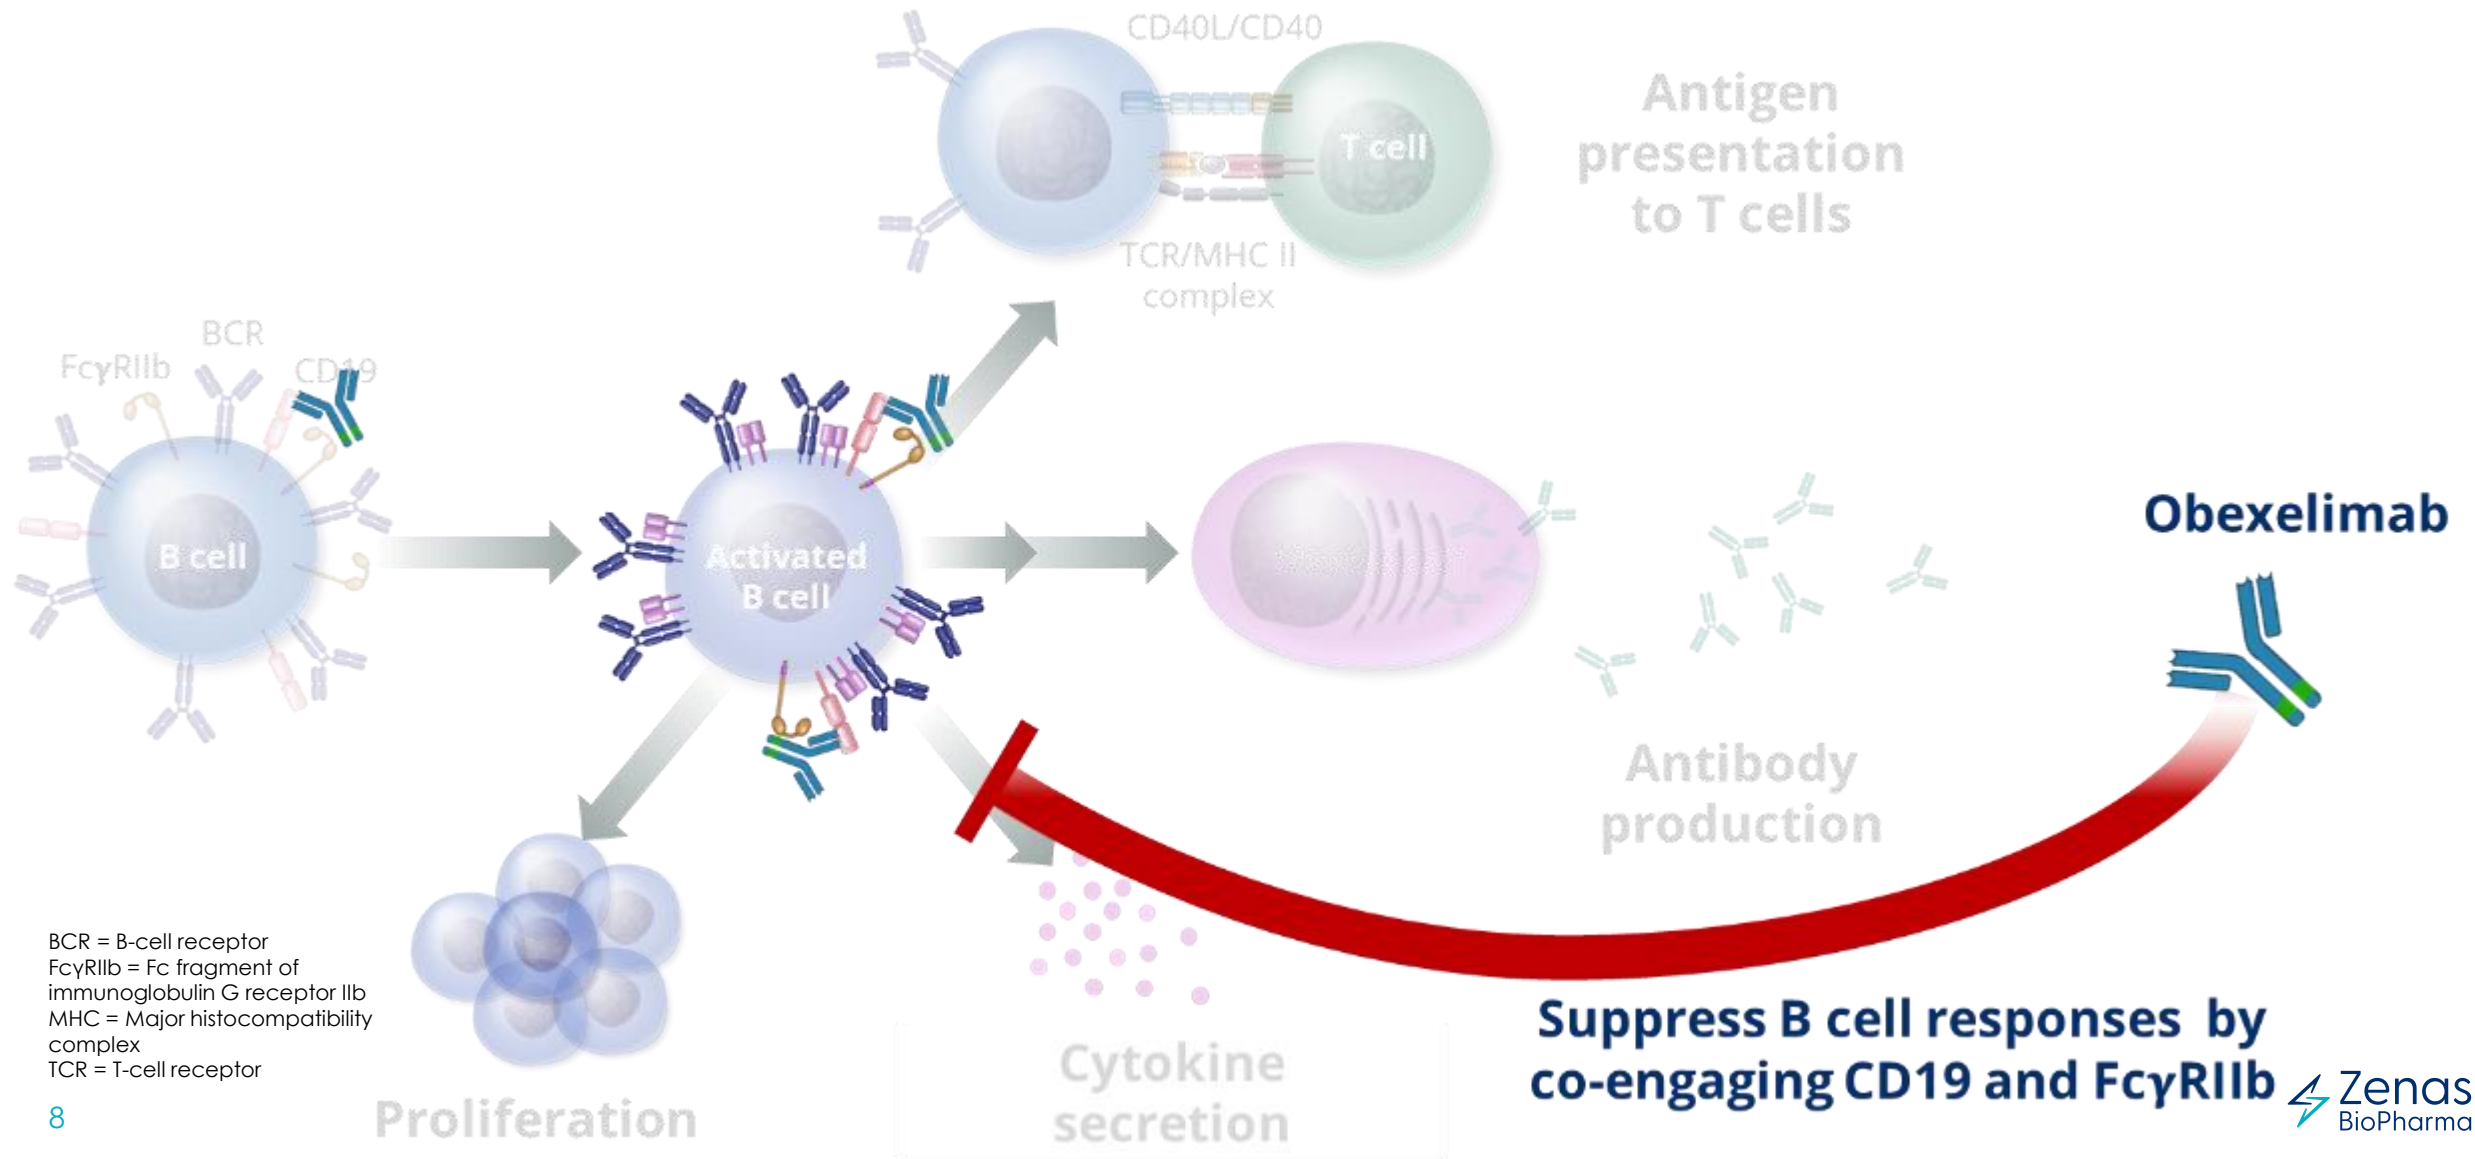 CD40L/CD40
T cell
Antigen
presentation
to T cells
TCR/MHC II
complex
BCR
FcγRIIb
CD19
B cell
Activated
B cell
Obexelimab
Antibody
production
BCR = B-cell receptor
FcγRIIb = Fc fragment of
immunoglobulin G receptor IIb
MHC = Major histocompatibility
complex
TCR = T-cell receptor
8
Proliferation
Cytokine
secretion
Suppress B cell responses by
co-engaging CD19 and FcγRIIb
Zenas
BioPharma